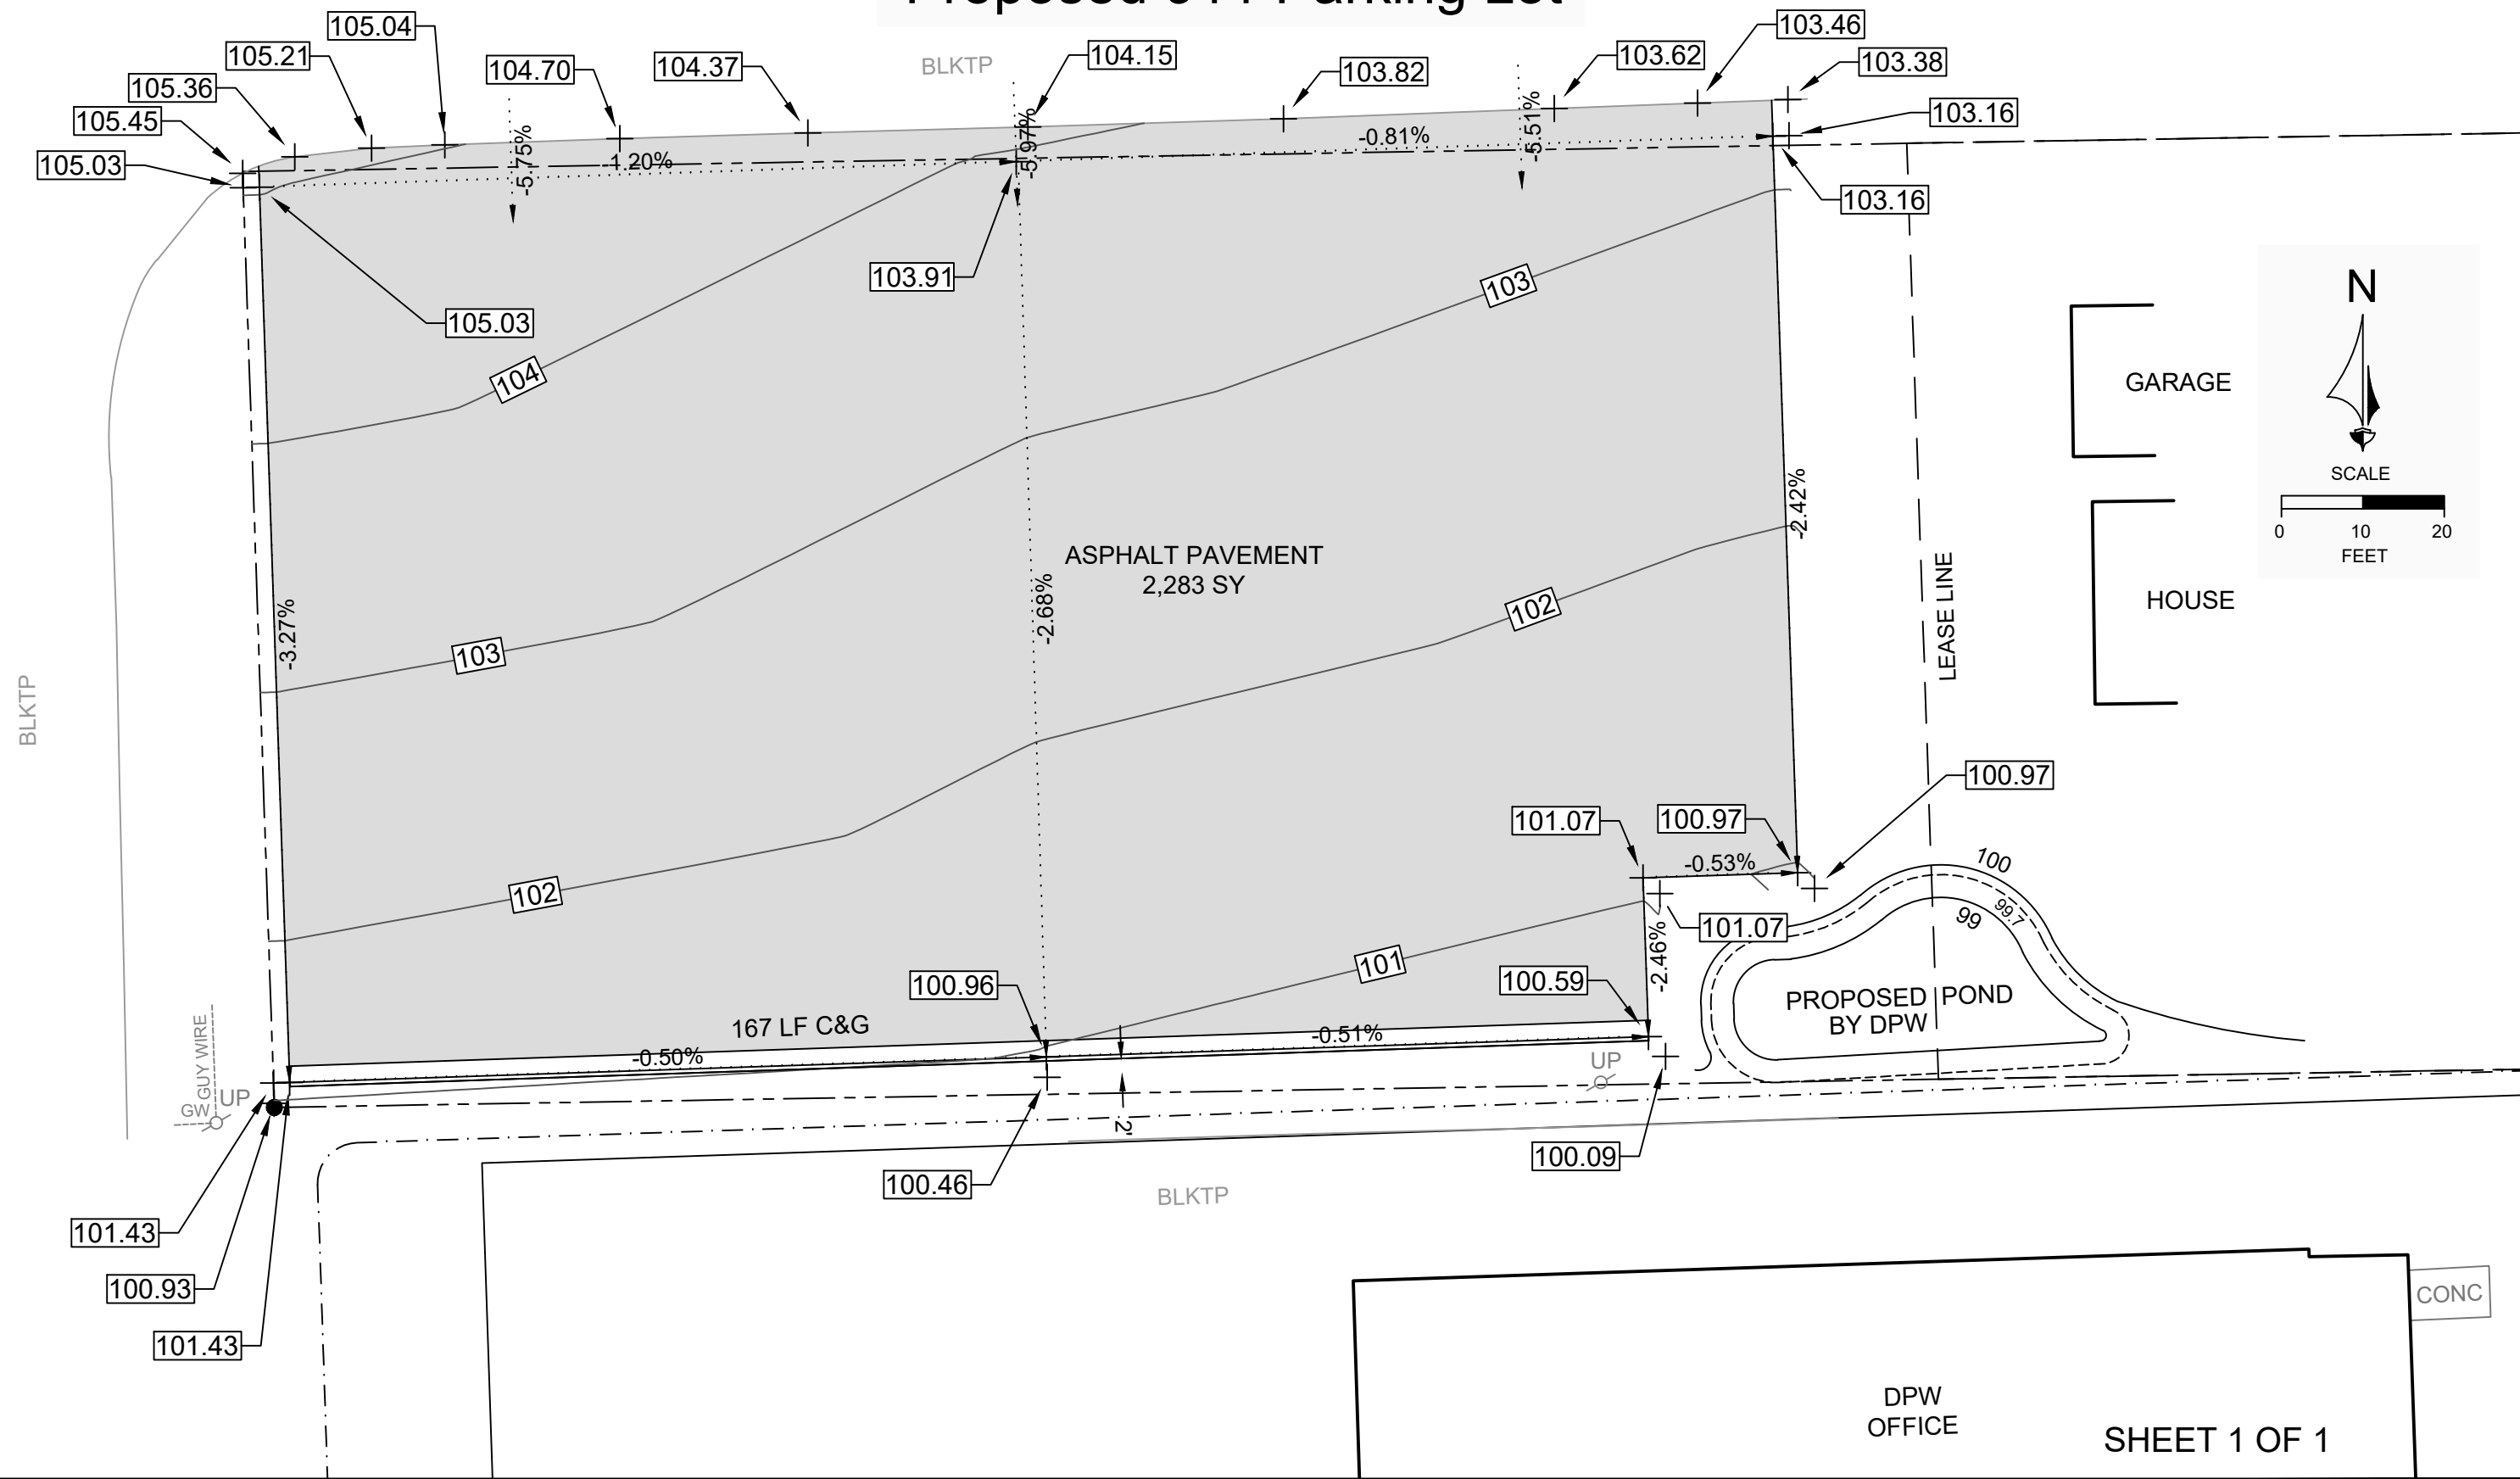 105.04
103.46
105.21
104.70
104.37
BLKTP
104.15
103.82
103.62
103.38
105.36
105.45
105.03
103.16
-5.75%
-1.20%
-5.97%
-0.81%
-5.51%
103.16
103.91
105.03
103
N
104
GARAGE
SCALE
0
10
20
FEET
-2.42%
ASPHALT PAVEMENT
2,283 SY
-3.27%
-2.68%
102
HOUSE
LEASE LINE
103
BLKTP
100.97
101.07
100.97
-0.53%
100
102
99.7
99
101.07
101
-2.46%
100.96
100.59
PROPOSED POND
BY DPW
167 LF C&G
-0.50%
-0.51%
GUY WIRE
UP
GW
UP
2'
100.46
100.09
BLKTP
101.43
100.93
101.43
CONC
DPW
OFFICE
SHEET 1 OF 1